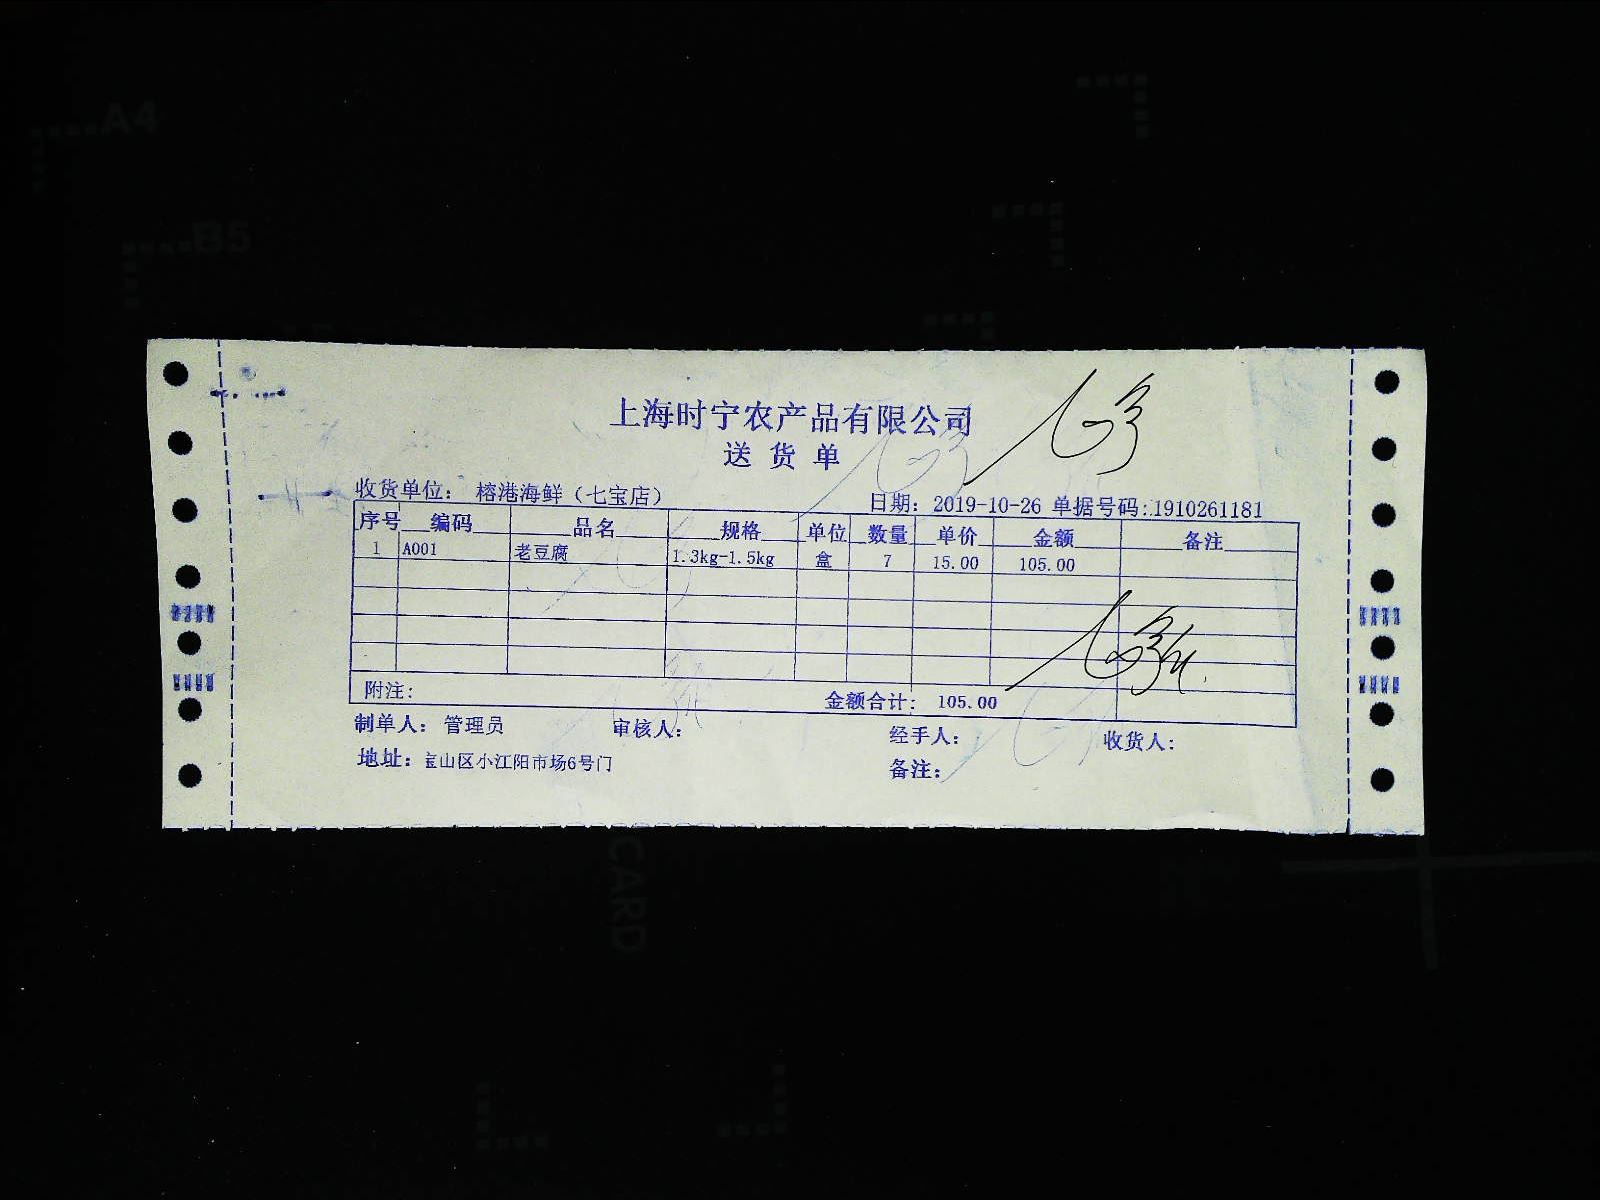 A4
B5
上海时宁农产品有限公司
送 货 单
收货单位: 榕港海鲜（七宝店） 日期: 2019-10-26 单据号码:1910261181
序号 编码 品名 规格 单位 数量 单价 金额 备注
1 A001 老豆腐 1.3kg-1.5kg 盒 7 15.00 105.00
附注: 金额合计: 105.00
制单人: 管理员 审核人: 经手人: 收货人:
地址: 宝山区小江阳市场6号门 备注:
CARD